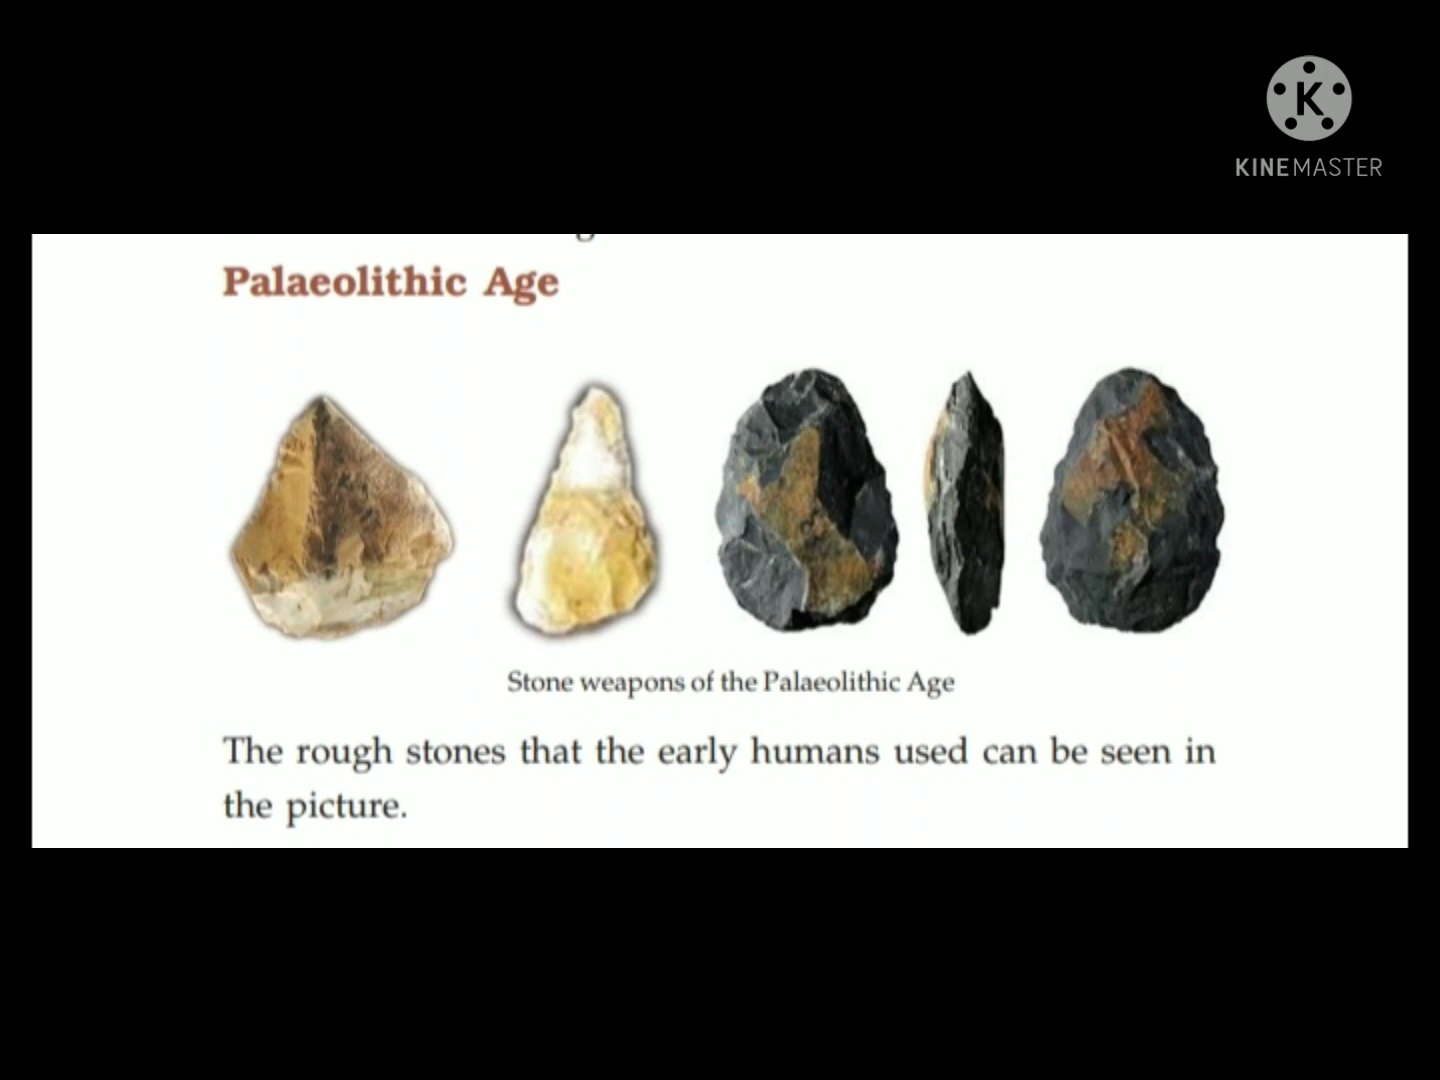 K
KINEMASTER
Palaeolithic Age
Stone weapons of the Palaeolithic Age
The rough stones that the early humans used can be seen in
the picture.